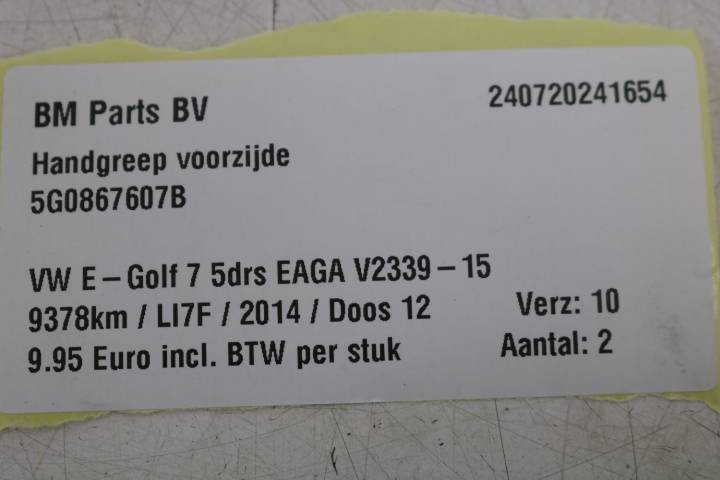 BM Parts BV 240720241654
Handgreep voorzijde
5G0867607B
VW E-Golf 7 5drs EAGA V2339-15
9378km / LI7F / 2014 / Doos 12 Verz: 10
9.95 Euro incl. BTW per stuk Aantal: 2